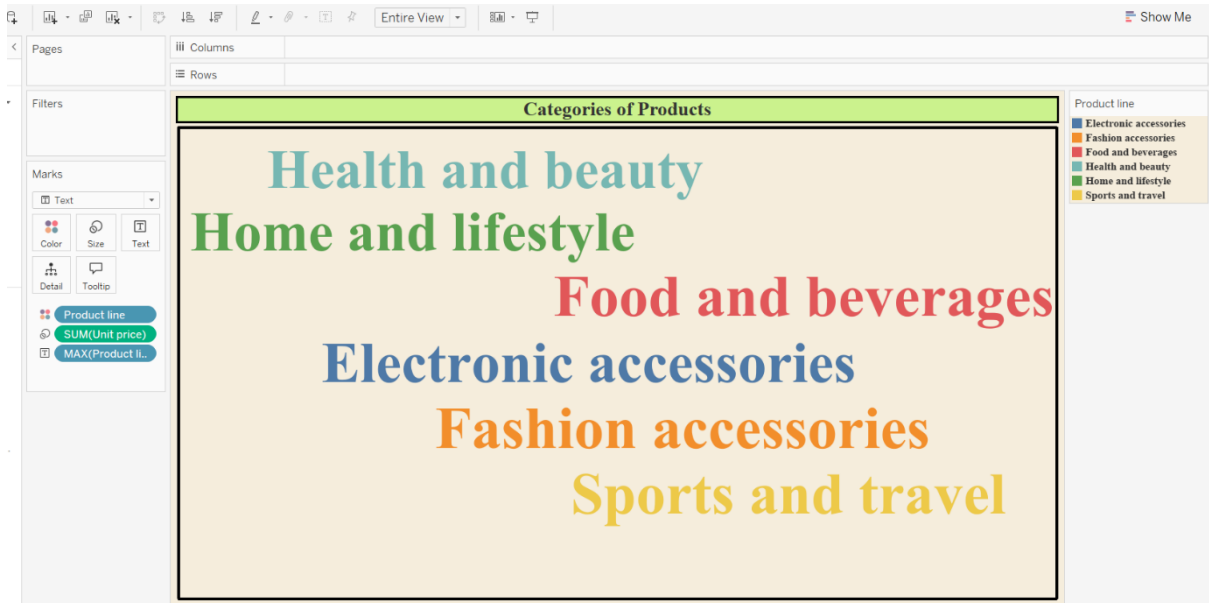 Entire View
Show Me
Pages
Columns
Rows
Filters
Marks
Text
Color
Size
Text
Detail
Tooltip
Product line
SUM(Unit price)
MAX(Product li..
Categories of Products
Health and beauty
Home and lifestyle
Food and beverages
Electronic accessories
Fashion accessories
Sports and travel
Product line
Electronic accessories
Fashion accessories
Food and beverages
Health and beauty
Home and lifestyle
Sports and travel